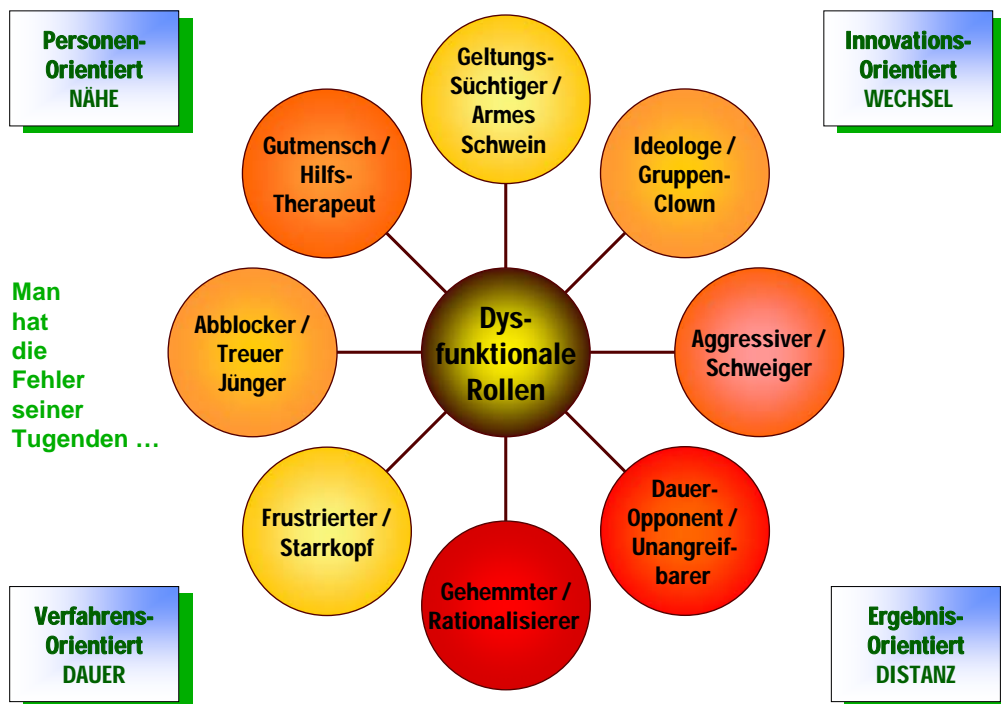 Personen-
Orientiert
NÄHE
Innovations-
Orientiert
WECHSEL
Geltungs-
Süchtiger /
Armes
Schwein
Gutmensch /
Hilfs-
Therapeut
Ideologe /
Gruppen-
Clown
Man
hat
die
Fehler
seiner
Tugenden …
Abblocker /
Treuer
Jünger
Dys-
funktionale
Rollen
Aggressiver /
Schweiger
Frustrierter /
Starrkopf
Dauer-
Opponent /
Unangreif-
barer
Gehemmter /
Rationalisierer
Verfahrens-
Orientiert
DAUER
Ergebnis-
Orientiert
DISTANZ